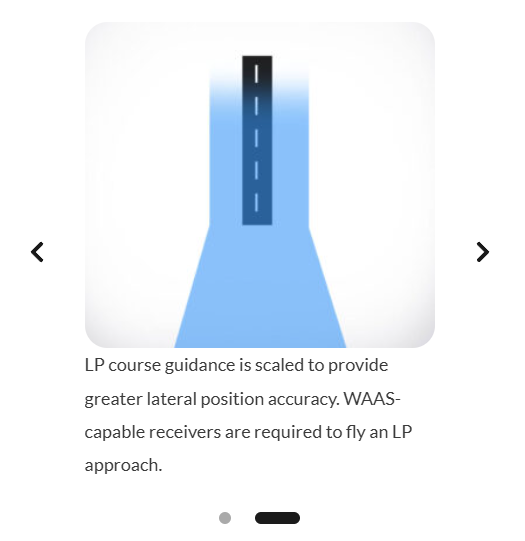 LP course guidance is scaled to provide
greater lateral position accuracy. WAAS-
capable receivers are required to fly an LP
approach.